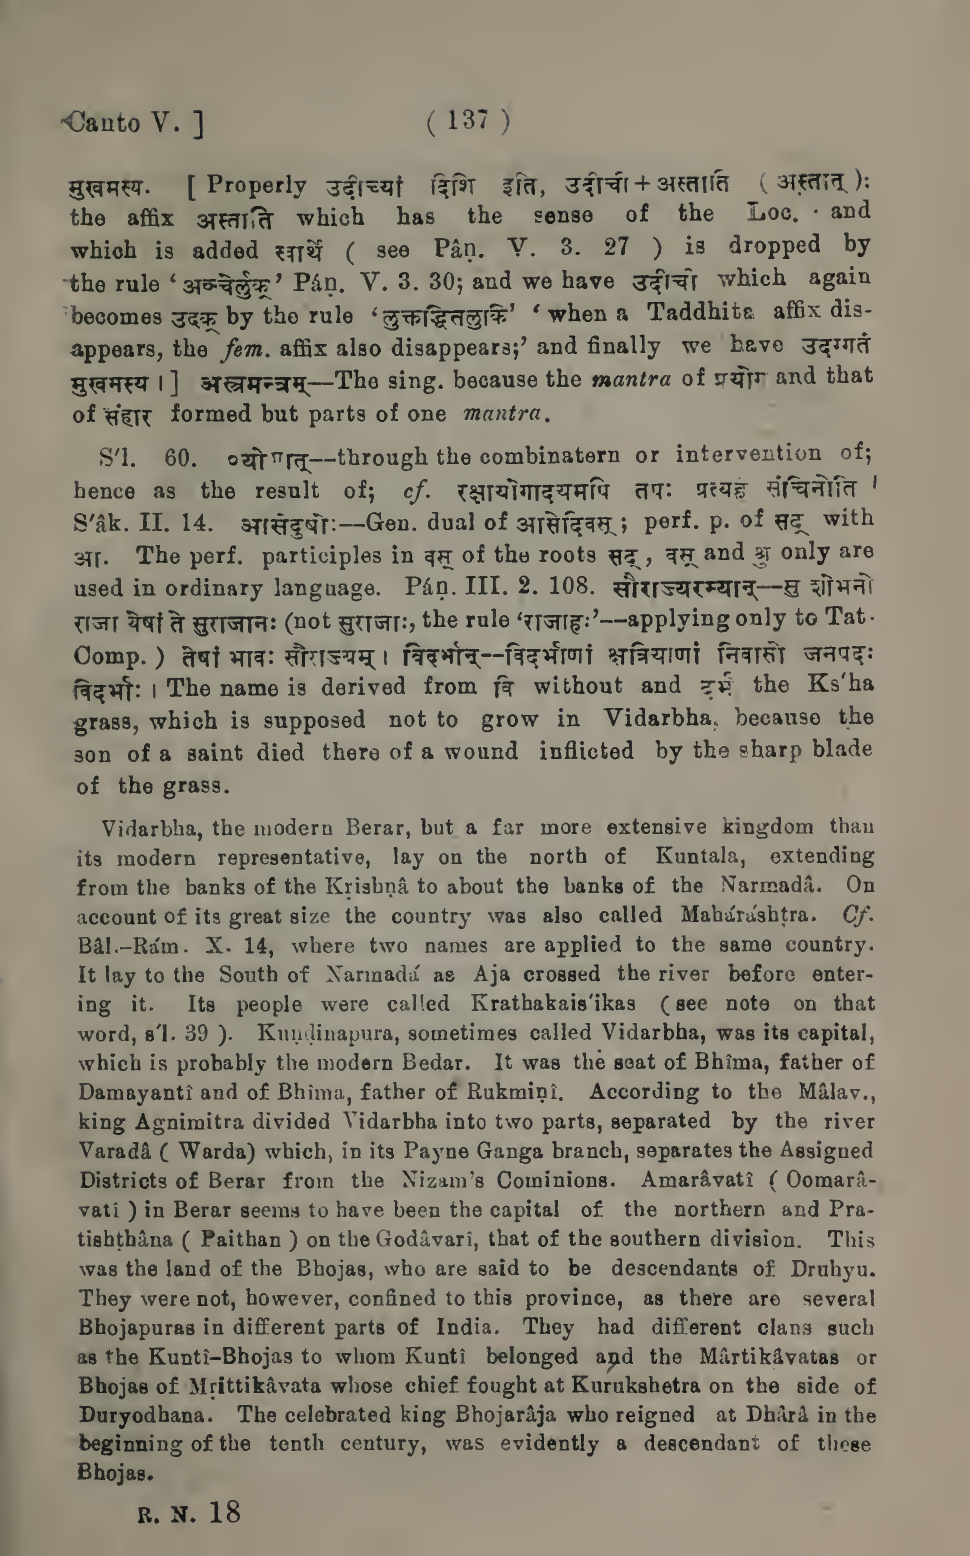 Canto V. ] ( 137 )
मुखमस्य. [ Properly उदीच्यां दिशि इति, उदीची + अस्ताति ( अस्तात् ):
the affix अस्ताति which has the sense of the Loc. and
which is added स्वार्थे ( see Pâṇ. V. 3. 27 ) is dropped by
the rule ‘अञ्चेर्लुक्’ Páṇ. V. 3. 30; and we have उदीची which again
becomes उदक् by the rule ‘लुक्तद्धितलुकि’ ‘when a Taddhita affix dis-
appears, the fem. affix also disappears;’ and finally we have उदग्गतं
मुखमस्य ।] अस्त्रमन्त्रम्—The sing. because the mantra of प्रयोग and that
of संहार formed but parts of one mantra.
S'l. 60. ०योगात्--through the combinatern or intervention of;
hence as the result of; cf. रक्षायोगादयमपि तपः प्रत्यहं संचिनोति ।
S'âk. II. 14. आसेदुषोः—Gen. dual of आसेदिवस्; perf. p. of सद् with
आ. The perf. participles in वस् of the roots सद्, वस् and श्रु only are
used in ordinary language. Páṇ. III. 2. 108. सौराज्यरम्यान्—सु शोभनो
राजा येषां ते सुराजानः (not सुराजाः, the rule ‘राजाहः’--applying only to Tat-
Comp. ) तेषां भावः सौराज्यम् । विदर्भान्--विदर्भाणां क्षत्रियाणां निवासो जनपदः
विदर्भाः । The name is derived from वि without and दर्भ the Ks'ha
grass, which is supposed not to grow in Vidarbha, because the
son of a saint died there of a wound inflicted by the sharp blade
of the grass.
Vidarbha, the modern Berar, but a far more extensive kingdom than
its modern representative, lay on the north of Kuntala, extending
from the banks of the Kṛishṇâ to about the banks of the Narmadâ. On
account of its great size the country was also called Mahárâshṭra. Cf.
Bâl.-Rám. X. 14, where two names are applied to the same country.
It lay to the South of Narmadá as Aja crossed the river before enter-
ing it. Its people were called Krathakais'ikas ( see note on that
word, s'l. 39 ). Kuṇḍinapura, sometimes called Vidarbha, was its capital,
which is probably the modern Bedar. It was the seat of Bhîma, father of
Damayantî and of Bhima, father of Rukmiṇî. According to the Mâlav.,
king Agnimitra divided Vidarbha into two parts, separated by the river
Varadâ ( Warda) which, in its Payne Ganga branch, separates the Assigned
Districts of Berar from the Nizam's Cominions. Amarâvatî ( Oomarâ-
vati ) in Berar seems to have been the capital of the northern and Pra-
tishṭhâna ( Paithan ) on the Godâvarî, that of the southern division. This
was the land of the Bhojas, who are said to be descendants of Druhyu.
They were not, however, confined to this province, as there are several
Bhojapuras in different parts of India. They had different clans such
as the Kuntî-Bhojas to whom Kuntî belonged and the Mârtikâvatas or
Bhojas of Mṛittikâvata whose chief fought at Kurukshetra on the side of
Duryodhana. The celebrated king Bhojarâja who reigned at Dhârâ in the
beginning of the tenth century, was evidently a descendant of these
Bhojas.
R. N. 18